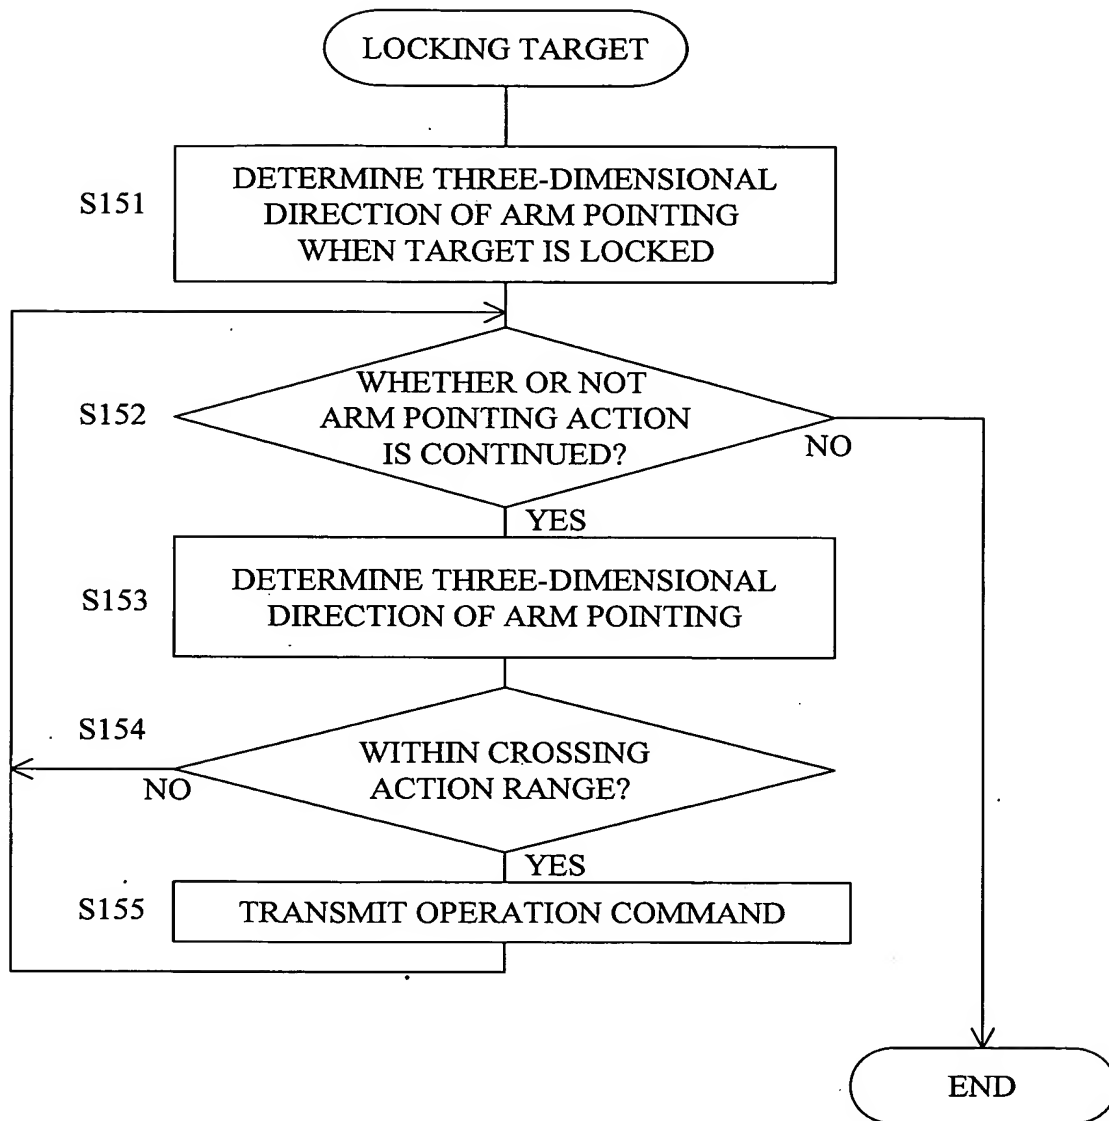 LOCKING TARGET
S151
DETERMINE THREE-DIMENSIONAL
DIRECTION OF ARM POINTING
WHEN TARGET IS LOCKED
S152
WHETHER OR NOT
ARM POINTING ACTION
IS CONTINUED?
NO
YES
S153
DETERMINE THREE-DIMENSIONAL
DIRECTION OF ARM POINTING
S154
WITHIN CROSSING
ACTION RANGE?
NO
YES
S155
TRANSMIT OPERATION COMMAND
END